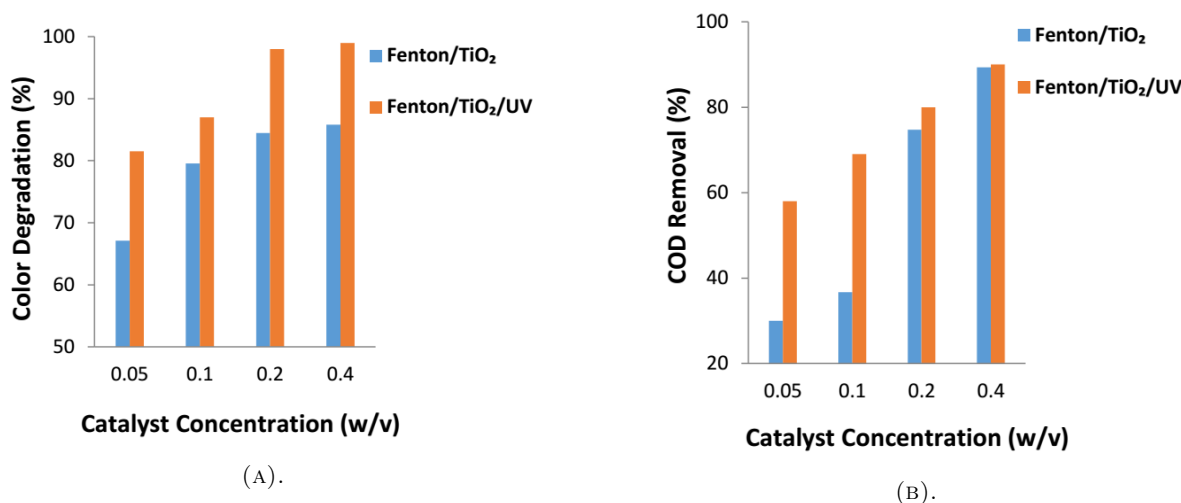 100
90
80
70
60
50
Color Degradation (%)
0.05 0.1 0.2 0.4
Catalyst Concentration (w/v)
Fenton/TiO₂
Fenton/TiO₂/UV
(A).
100
80
60
40
20
COD Removal (%)
0.05 0.1 0.2 0.4
Catalyst Concentration (w/v)
Fenton/TiO₂
Fenton/TiO₂/UV
(B).